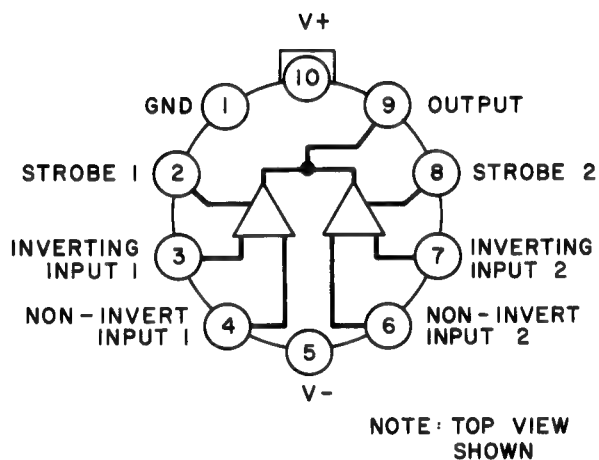 V+
10
GND 1
9 OUTPUT
STROBE 1 2
8 STROBE 2
INVERTING
INPUT 1
3
7
INVERTING
INPUT 2
NON-INVERT
INPUT 1
4
6
NON-INVERT
INPUT 2
5
V-
NOTE: TOP VIEW
SHOWN